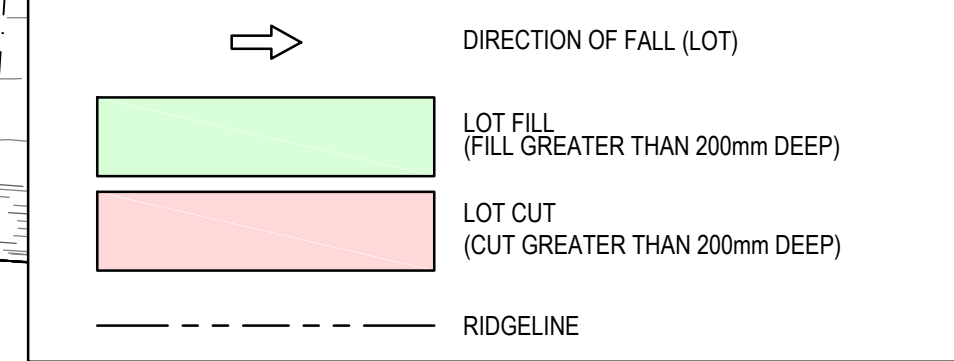 DIRECTION OF FALL (LOT)
LOT FILL
(FILL GREATER THAN 200mm DEEP)
LOT CUT
(CUT GREATER THAN 200mm DEEP)
RIDGELINE